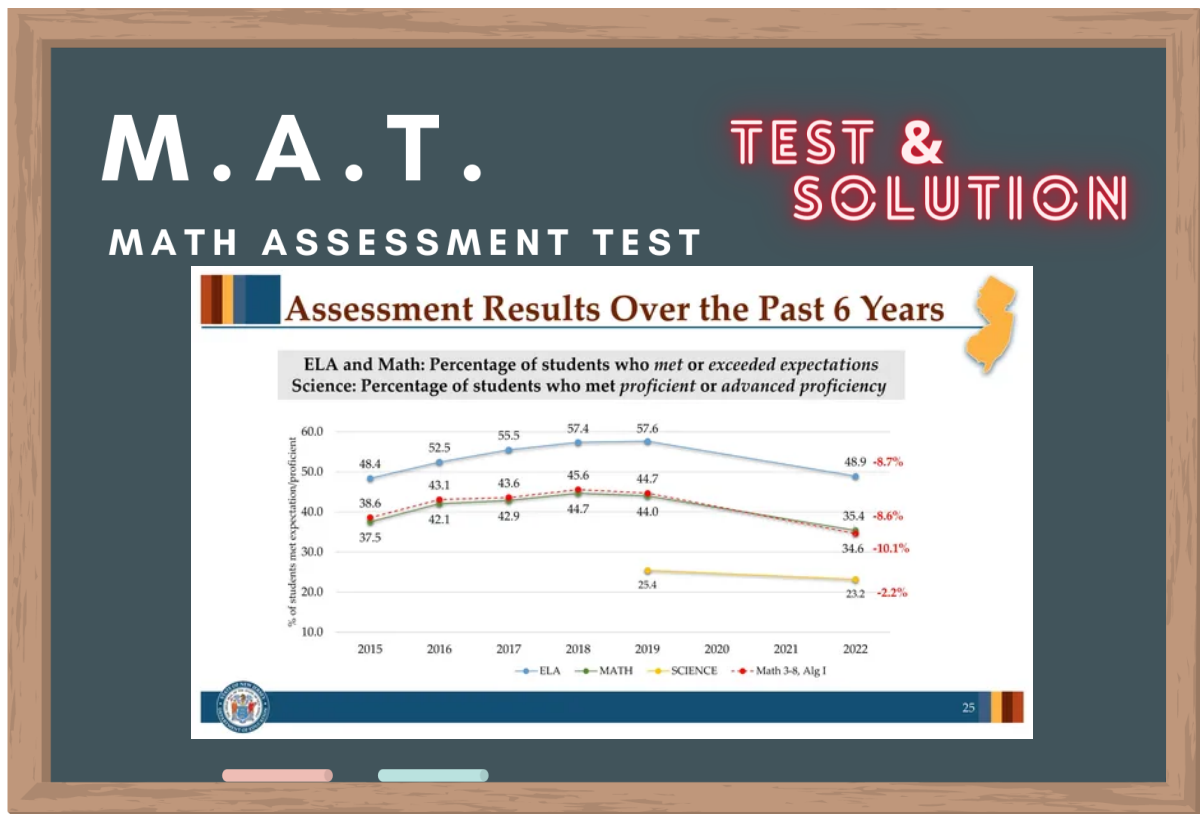 M.A.T.
TEST &
SOLUTION
MATH ASSESSMENT TEST
Assessment Results Over the Past 6 Years
ELA and Math: Percentage of students who met or exceeded expectations
Science: Percentage of students who met proficient or advanced proficiency
% of students met expectation/proficient
60.0
50.0
40.0
30.0
20.0
10.0
48.4
52.5
55.5
57.4
57.6
48.9 -8.7%
38.6
43.1
43.6
45.6
44.7
35.4 -8.6%
37.5
42.1
42.9
44.7
44.0
34.6 -10.1%
25.4
23.2 -2.2%
2015 2016 2017 2018 2019 2020 2021 2022
ELA MATH SCIENCE Math 3-8, Alg I
25